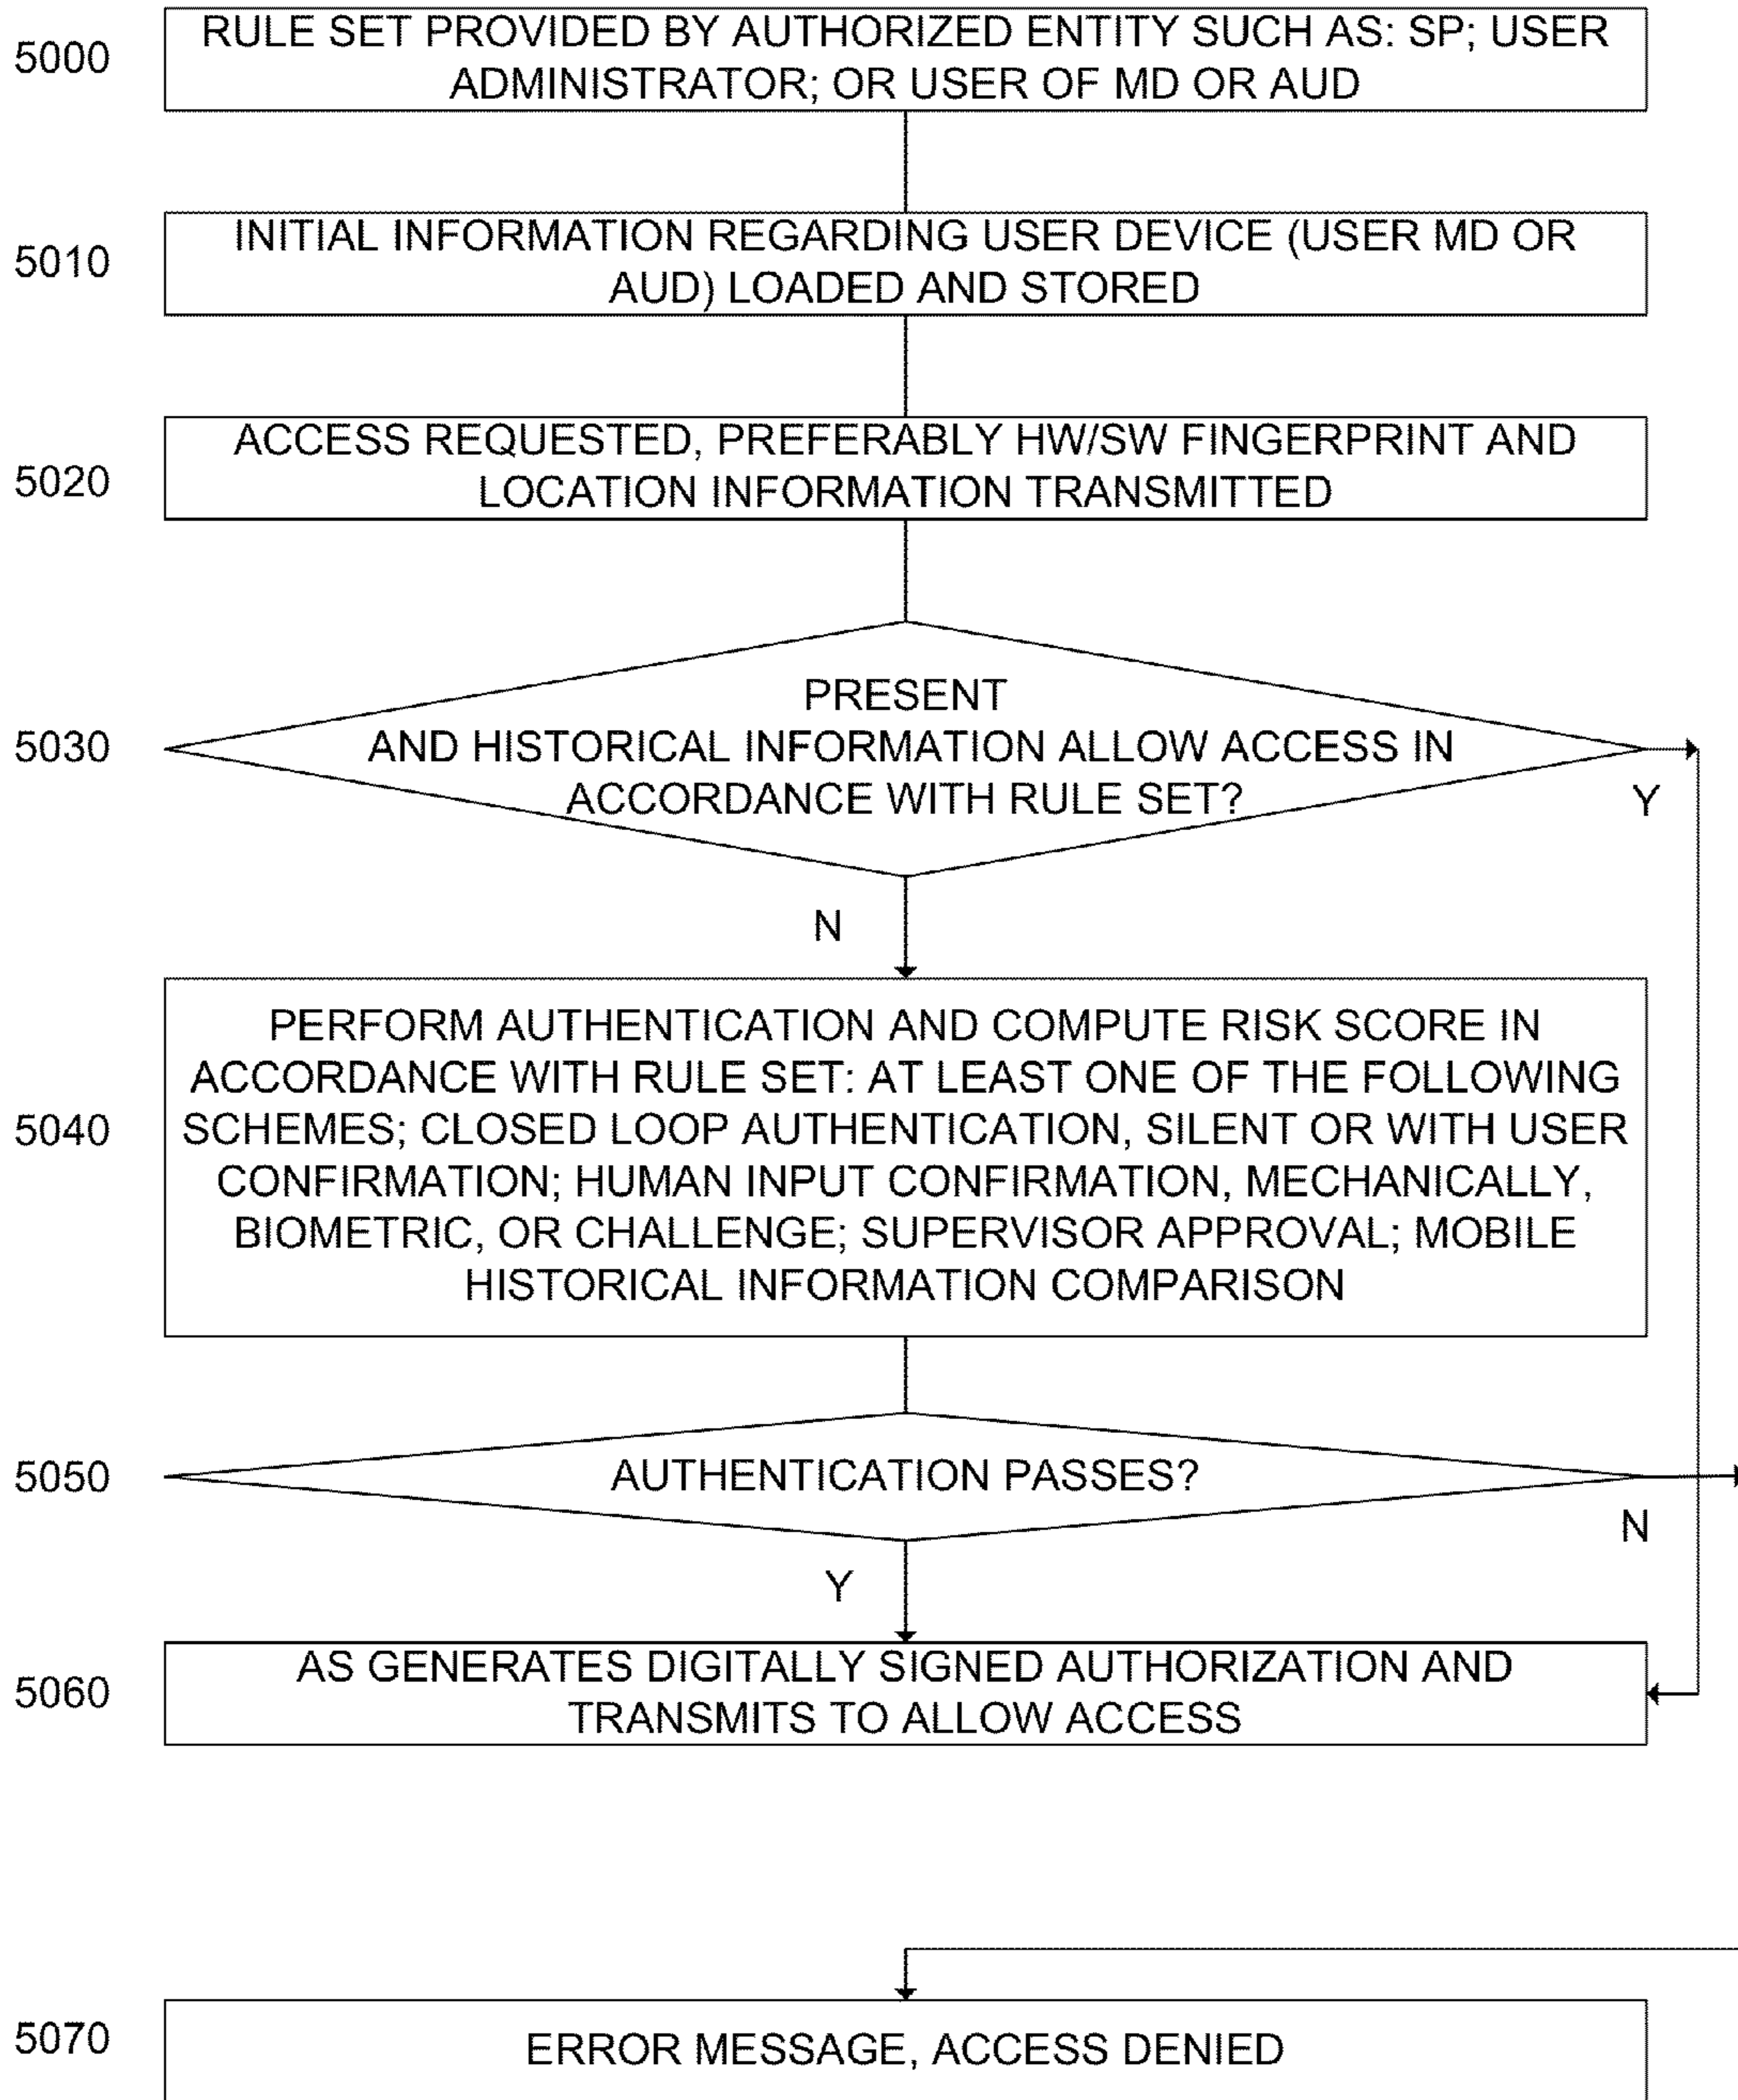 5000
RULE SET PROVIDED BY AUTHORIZED ENTITY SUCH AS: SP; USER
ADMINISTRATOR; OR USER OF MD OR AUD
5010
INITIAL INFORMATION REGARDING USER DEVICE (USER MD OR
AUD) LOADED AND STORED
5020
ACCESS REQUESTED, PREFERABLY HW/SW FINGERPRINT AND
LOCATION INFORMATION TRANSMITTED
5030
PRESENT
AND HISTORICAL INFORMATION ALLOW ACCESS IN
ACCORDANCE WITH RULE SET?
Y
N
5040
PERFORM AUTHENTICATION AND COMPUTE RISK SCORE IN
ACCORDANCE WITH RULE SET: AT LEAST ONE OF THE FOLLOWING
SCHEMES; CLOSED LOOP AUTHENTICATION, SILENT OR WITH USER
CONFIRMATION; HUMAN INPUT CONFIRMATION, MECHANICALLY,
BIOMETRIC, OR CHALLENGE; SUPERVISOR APPROVAL; MOBILE
HISTORICAL INFORMATION COMPARISON
5050
AUTHENTICATION PASSES?
N
Y
5060
AS GENERATES DIGITALLY SIGNED AUTHORIZATION AND
TRANSMITS TO ALLOW ACCESS
5070
ERROR MESSAGE, ACCESS DENIED